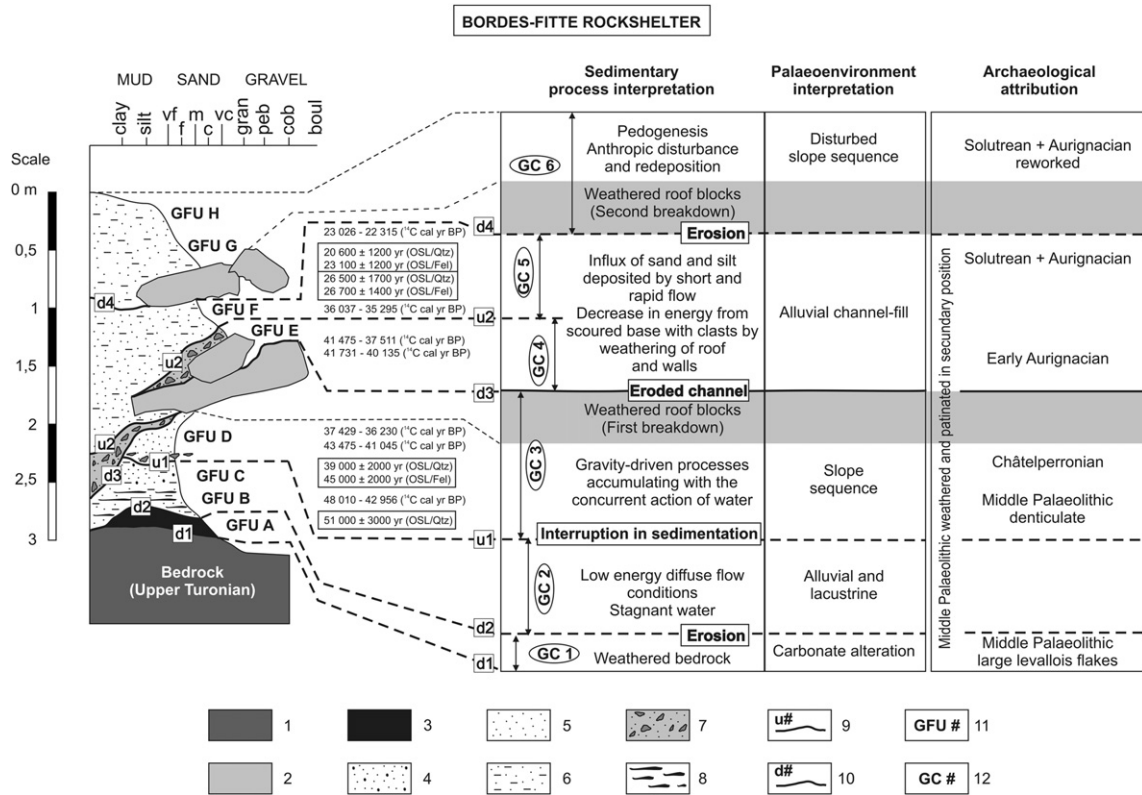 BORDES-FITTE ROCKSHELTER
MUD SAND GRAVEL
clay silt vf f m c vc gran peb cob boul
Scale
0 m
0,5
1
1,5
2
2,5
3
GFU H
GFU G
d4
GFU F
GFU E
u2
u2
GFU D
u1
d3
GFU C
d2
GFU B
d1
GFU A
Bedrock
(Upper Turonian)
23 026 - 22 315 (¹⁴C cal yr BP)
20 600 ± 1200 yr (OSL/Qtz)
23 100 ± 1200 yr (OSL/Fel)
26 500 ± 1700 yr (OSL/Qtz)
26 700 ± 1400 yr (OSL/Fel)
36 037 - 35 295 (¹⁴C cal yr BP)
41 475 - 37 511 (¹⁴C cal yr BP)
41 731 - 40 135 (¹⁴C cal yr BP)
37 429 - 36 230 (¹⁴C cal yr BP)
43 475 - 41 045 (¹⁴C cal yr BP)
39 000 ± 2000 yr (OSL/Qtz)
45 000 ± 2000 yr (OSL/Fel)
48 010 - 42 956 (¹⁴C cal yr BP)
51 000 ± 3000 yr (OSL/Qtz)
d4
u2
d3
u1
d2
d1
Sedimentary
process interpretation
GC 6
Pedogenesis
Anthropic disturbance
and redeposition
Weathered roof blocks
(Second breakdown)
Erosion
GC 5
Influx of sand and silt
deposited by short and
rapid flow
Decrease in energy from
scoured base with clasts by
weathering of roof
and walls
GC 4
Eroded channel
Weathered roof blocks
(First breakdown)
GC 3
Gravity-driven processes
accumulating with the
concurrent action of water
Interruption in sedimentation
GC 2
Low energy diffuse flow
conditions
Stagnant water
Erosion
GC 1
Weathered bedrock
Palaeoenvironment
interpretation
Disturbed
slope sequence
Alluvial channel-fill
Slope
sequence
Alluvial and
lacustrine
Carbonate alteration
Archaeological
attribution
Middle Palaeolithic weathered and patinated in secundary position
Solutrean + Aurignacian
reworked
Solutrean + Aurignacian
Early Aurignacian
Châtelperronian
Middle Palaeolithic
denticulate
Middle Palaeolithic
large levallois flakes
1
3
5
7
u# 9
GFU # 11
2
4
6
8
d# 10
GC # 12